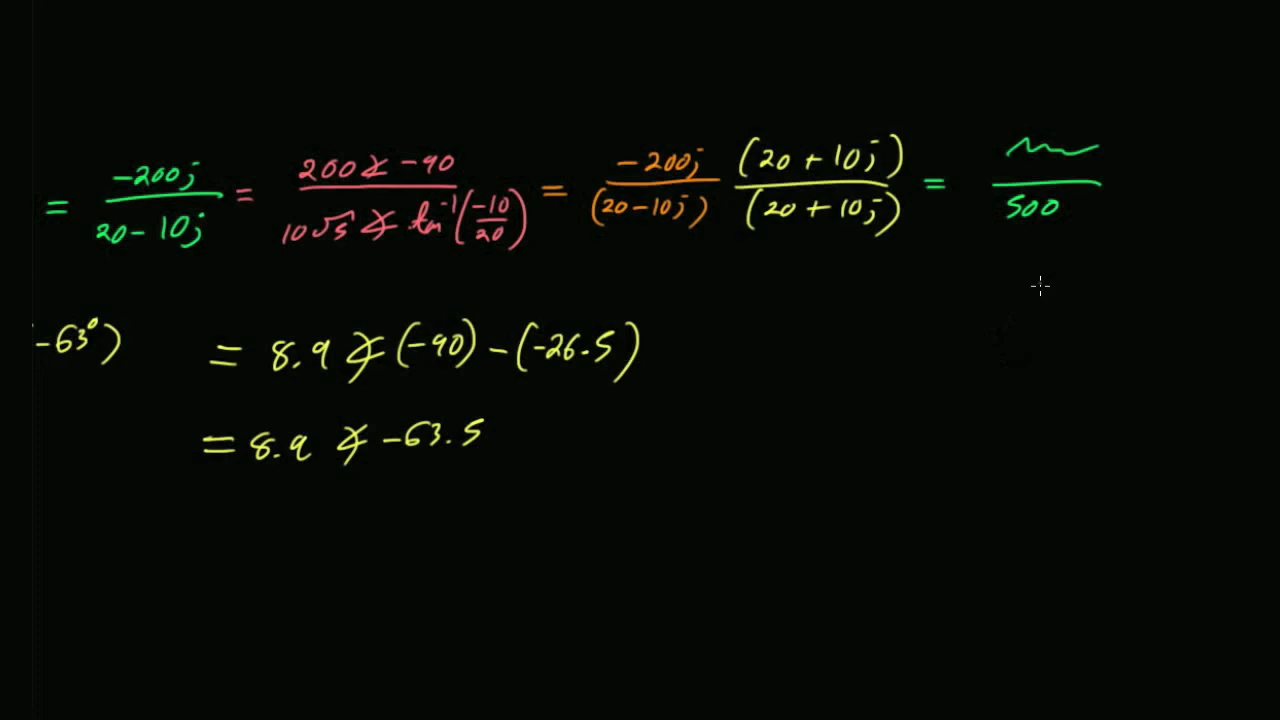 = -200j / 20 - 10j = 200∡ -90 / 10√5 ∡ tan⁻¹(-10/20) = -200j / (20-10j) (20 + 10j) / (20 + 10j) = / 500
-63°) = 8.9 ∡ (-90) - (-26.5)
= 8.9 ∡ -63.5